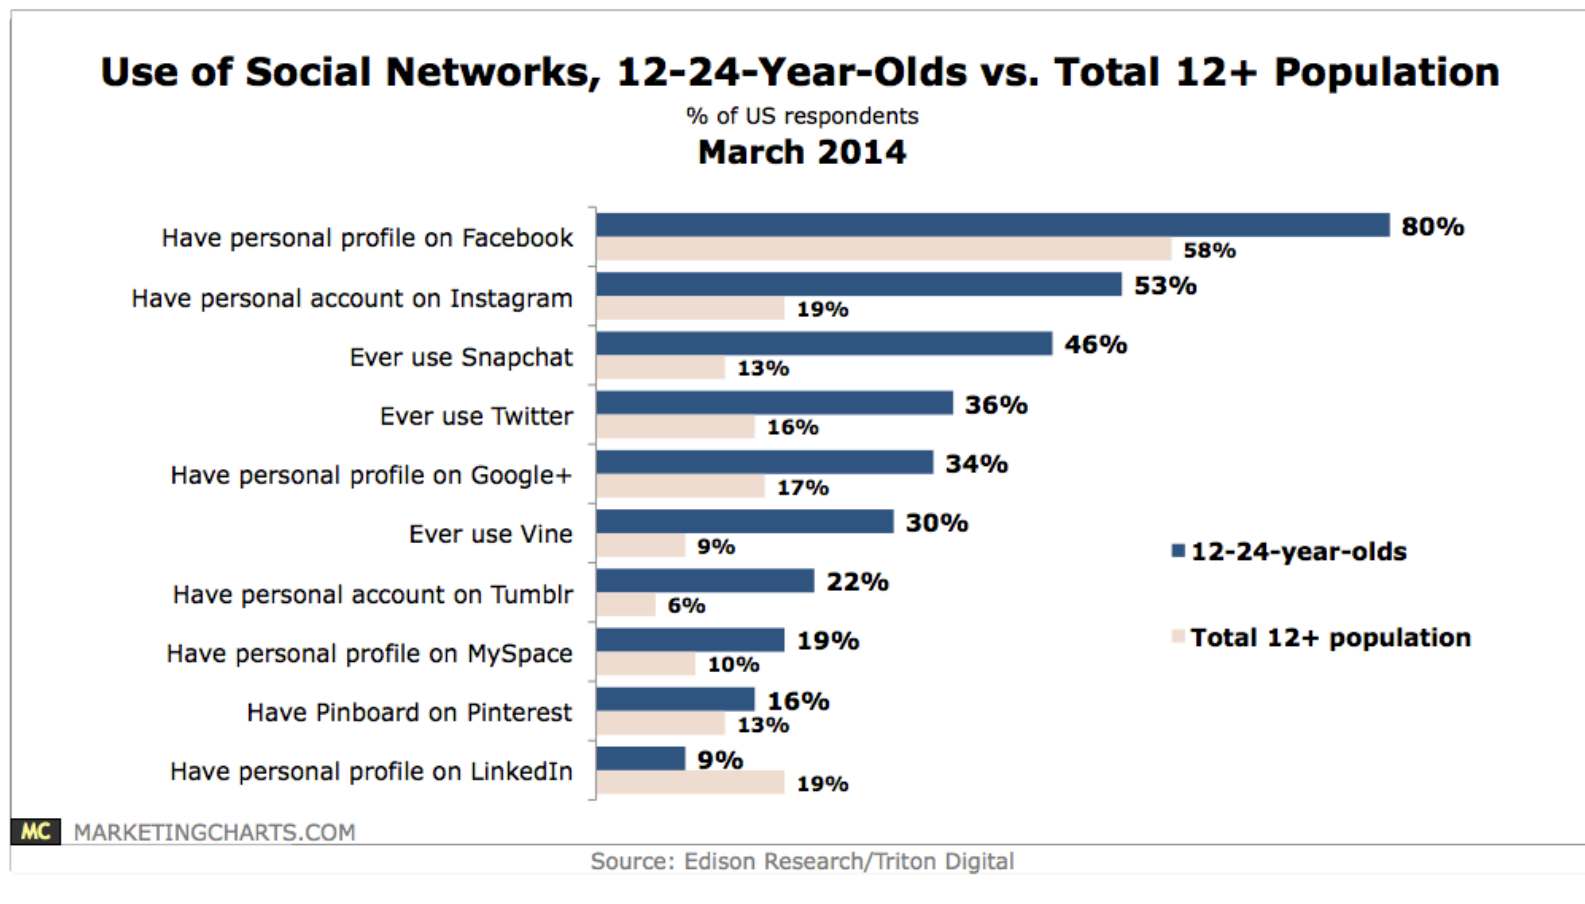 Use of Social Networks, 12-24-Year-Olds vs. Total 12+ Population
% of US respondents
March 2014
Have personal profile on Facebook 80%
58%
Have personal account on Instagram 53%
19%
Ever use Snapchat 46%
13%
Ever use Twitter 36%
16%
Have personal profile on Google+ 34%
17%
Ever use Vine 30%
9%
Have personal account on Tumblr 22%
6%
Have personal profile on MySpace 19%
10%
Have Pinboard on Pinterest 16%
13%
Have personal profile on LinkedIn 9%
19%
12-24-year-olds
Total 12+ population
MC MARKETINGCHARTS.COM
Source: Edison Research/Triton Digital